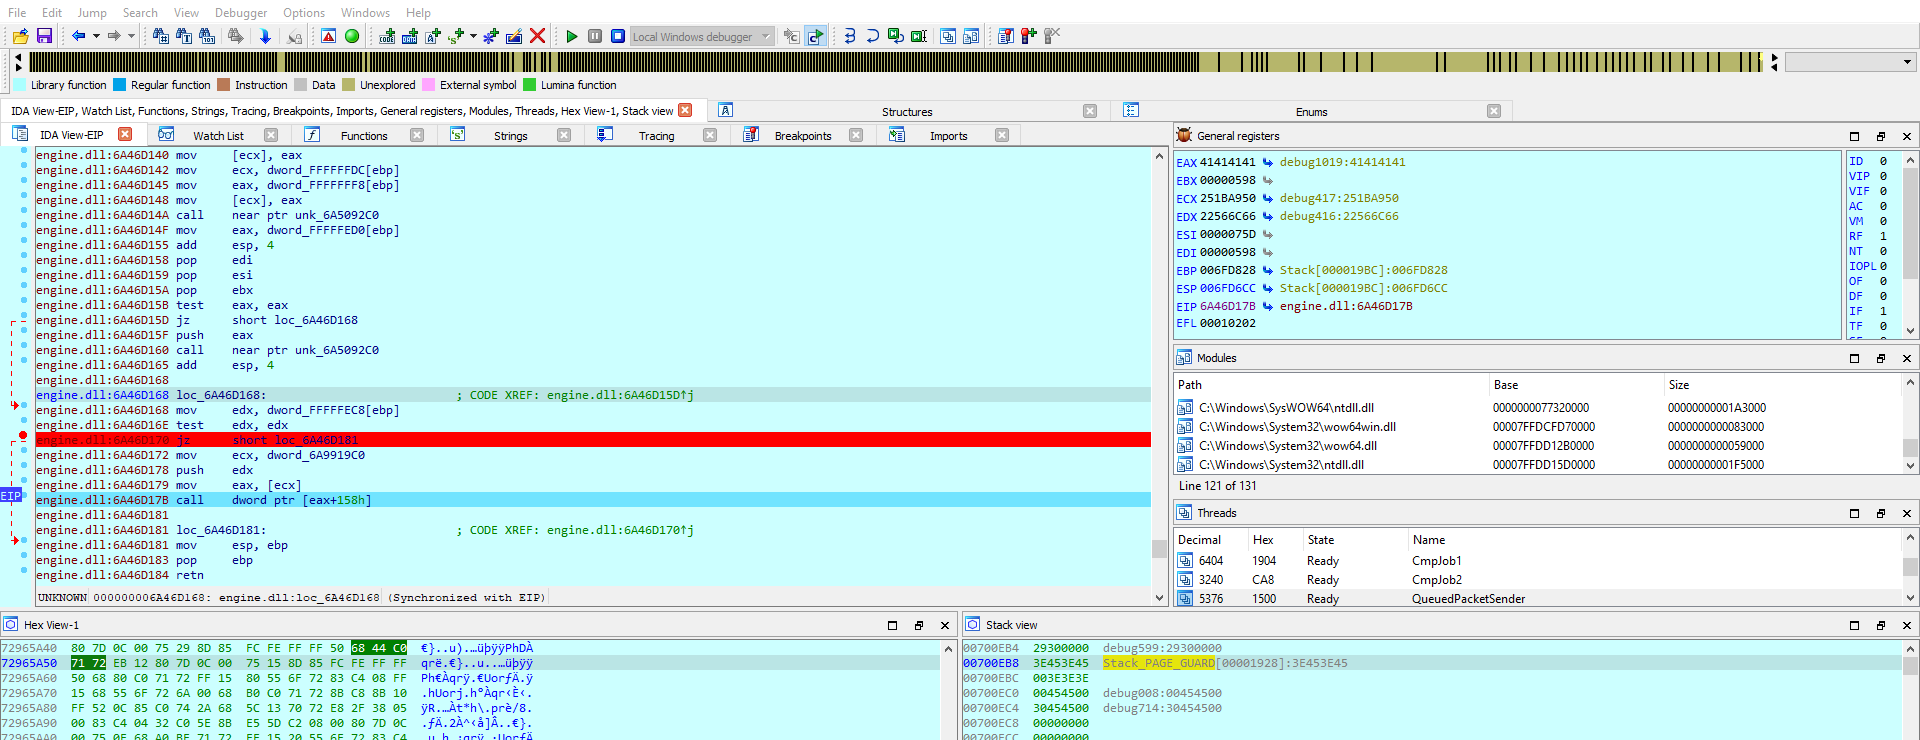 File Edit Jump Search View Debugger Options Windows Help
Local Windows debugger
Library function Regular function Instruction Data Unexplored External symbol Lumina function
IDA View-EIP, Watch List, Functions, Strings, Tracing, Breakpoints, Imports, General registers, Modules, Threads, Hex View-1, Stack view Structures Enums
IDA View-EIP Watch List Functions Strings Tracing Breakpoints Imports
engine.dll:6A46D140 mov [ecx], eax
engine.dll:6A46D142 mov ecx, dword_FFFFFFDC[ebp]
engine.dll:6A46D145 mov eax, dword_FFFFFFF8[ebp]
engine.dll:6A46D148 mov [ecx], eax
engine.dll:6A46D14A call near ptr unk_6A5092C0
engine.dll:6A46D14F mov eax, dword_FFFFFED0[ebp]
engine.dll:6A46D155 add esp, 4
engine.dll:6A46D158 pop edi
engine.dll:6A46D159 pop esi
engine.dll:6A46D15A pop ebx
engine.dll:6A46D15B test eax, eax
engine.dll:6A46D15D jz short loc_6A46D168
engine.dll:6A46D15F push eax
engine.dll:6A46D160 call near ptr unk_6A5092C0
engine.dll:6A46D165 add esp, 4
engine.dll:6A46D168
engine.dll:6A46D168 loc_6A46D168: ; CODE XREF: engine.dll:6A46D15D↑j
engine.dll:6A46D168 mov edx, dword_FFFFFEC8[ebp]
engine.dll:6A46D16E test edx, edx
engine.dll:6A46D170 jz short loc_6A46D181
engine.dll:6A46D172 mov ecx, dword_6A9919C0
engine.dll:6A46D178 push edx
engine.dll:6A46D179 mov eax, [ecx]
EIP engine.dll:6A46D17B call dword ptr [eax+158h]
engine.dll:6A46D181
engine.dll:6A46D181 loc_6A46D181: ; CODE XREF: engine.dll:6A46D170↑j
engine.dll:6A46D181 mov esp, ebp
engine.dll:6A46D183 pop ebp
engine.dll:6A46D184 retn
UNKNOWN 000000006A46D168: engine.dll:loc_6A46D168 (Synchronized with EIP)
General registers
EAX 41414141 debug1019:41414141
EBX 00000598
ECX 251BA950 debug417:251BA950
EDX 22566C66 debug416:22566C66
ESI 0000075D
EDI 00000598
EBP 006FD828 Stack[000019BC]:006FD828
ESP 006FD6CC Stack[000019BC]:006FD6CC
EIP 6A46D17B engine.dll:6A46D17B
EFL 00010202
ID 0
VIP 0
VIF 0
AC 0
VM 0
RF 1
NT 0
IOPL 0
OF 0
DF 0
IF 1
TF 0
Modules
Path Base Size
C:\Windows\SysWOW64\ntdll.dll 0000000077320000 00000000001A3000
C:\Windows\System32\wow64win.dll 00007FFDCFD70000 0000000000083000
C:\Windows\System32\wow64.dll 00007FFDD12B0000 0000000000059000
C:\Windows\System32\ntdll.dll 00007FFDD15D0000 00000000001F5000
Line 121 of 131
Threads
Decimal Hex State Name
6404 1904 Ready CmpJob1
3240 CA8 Ready CmpJob2
5376 1500 Ready QueuedPacketSender
Hex View-1
72965A40 80 7D 0C 00 75 29 8D 85 FC FE FF FF 50 68 44 C0 €}..u)…üþÿÿPhDÀ
72965A50 71 72 EB 12 80 7D 0C 00 75 15 8D 85 FC FE FF FF qrë.€}..u..…üþÿÿ
72965A60 50 68 80 C0 71 72 FF 15 80 55 6F 72 83 C4 08 FF Ph€Àqrÿ.€UorƒÄ.ÿ
72965A70 15 68 55 6F 72 6A 00 68 B0 C0 71 72 8B C8 8B 10 .hUorj.h°Àqr‹È‹.
72965A80 FF 52 0C 85 C0 74 2A 68 5C 13 70 72 E8 2F 38 05 ÿR.…Àt*h\.prè/8.
72965A90 00 83 C4 04 32 C0 5E 8B E5 5D C2 08 00 80 7D 0C .ƒÄ.2À^‹å]Â..€}.
Stack view
00700EB4 29300000 debug599:29300000
00700EB8 3E453E45 Stack_PAGE_GUARD[00001928]:3E453E45
00700EBC 003E3E3E
00700EC0 00454500 debug008:00454500
00700EC4 30454500 debug714:30454500
00700EC8 00000000
00700ECC 00000000